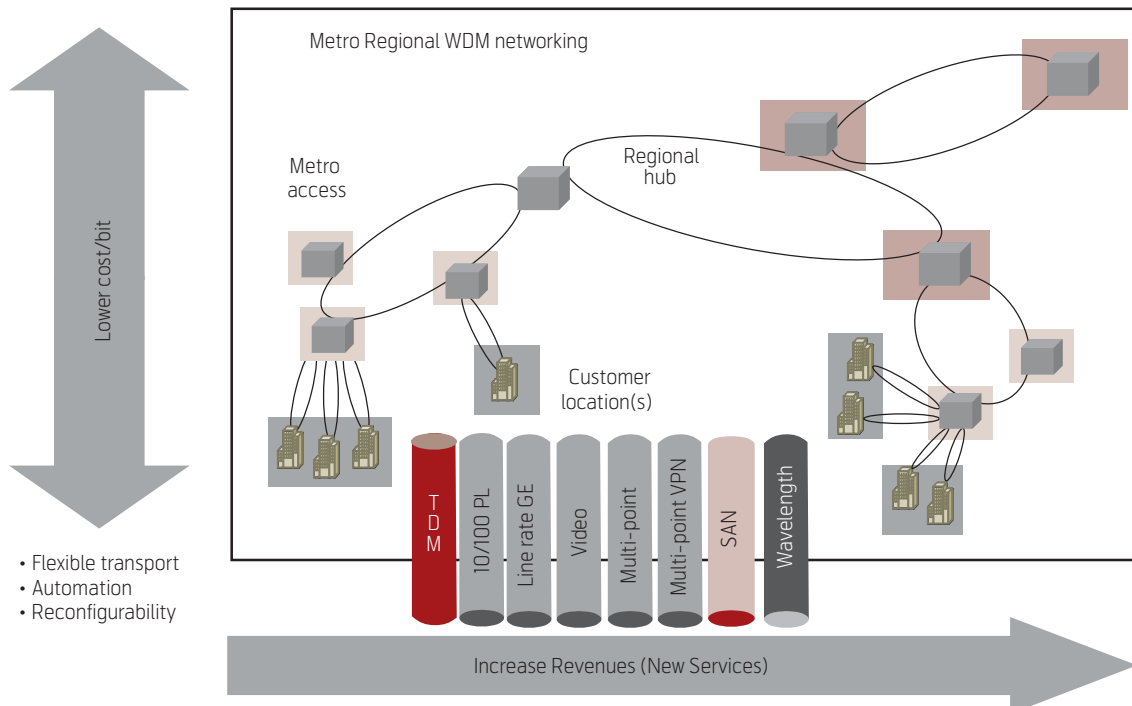 Metro Regional WDM networking
Regional
hub
Metro
access
Lower cost/bit
Customer
location(s)
TDM
10/100 PL
Line rate GE
Video
Multi-point
Multi-point VPN
SAN
Wavelength
• Flexible transport
• Automation
• Reconfigurability
Increase Revenues (New Services)